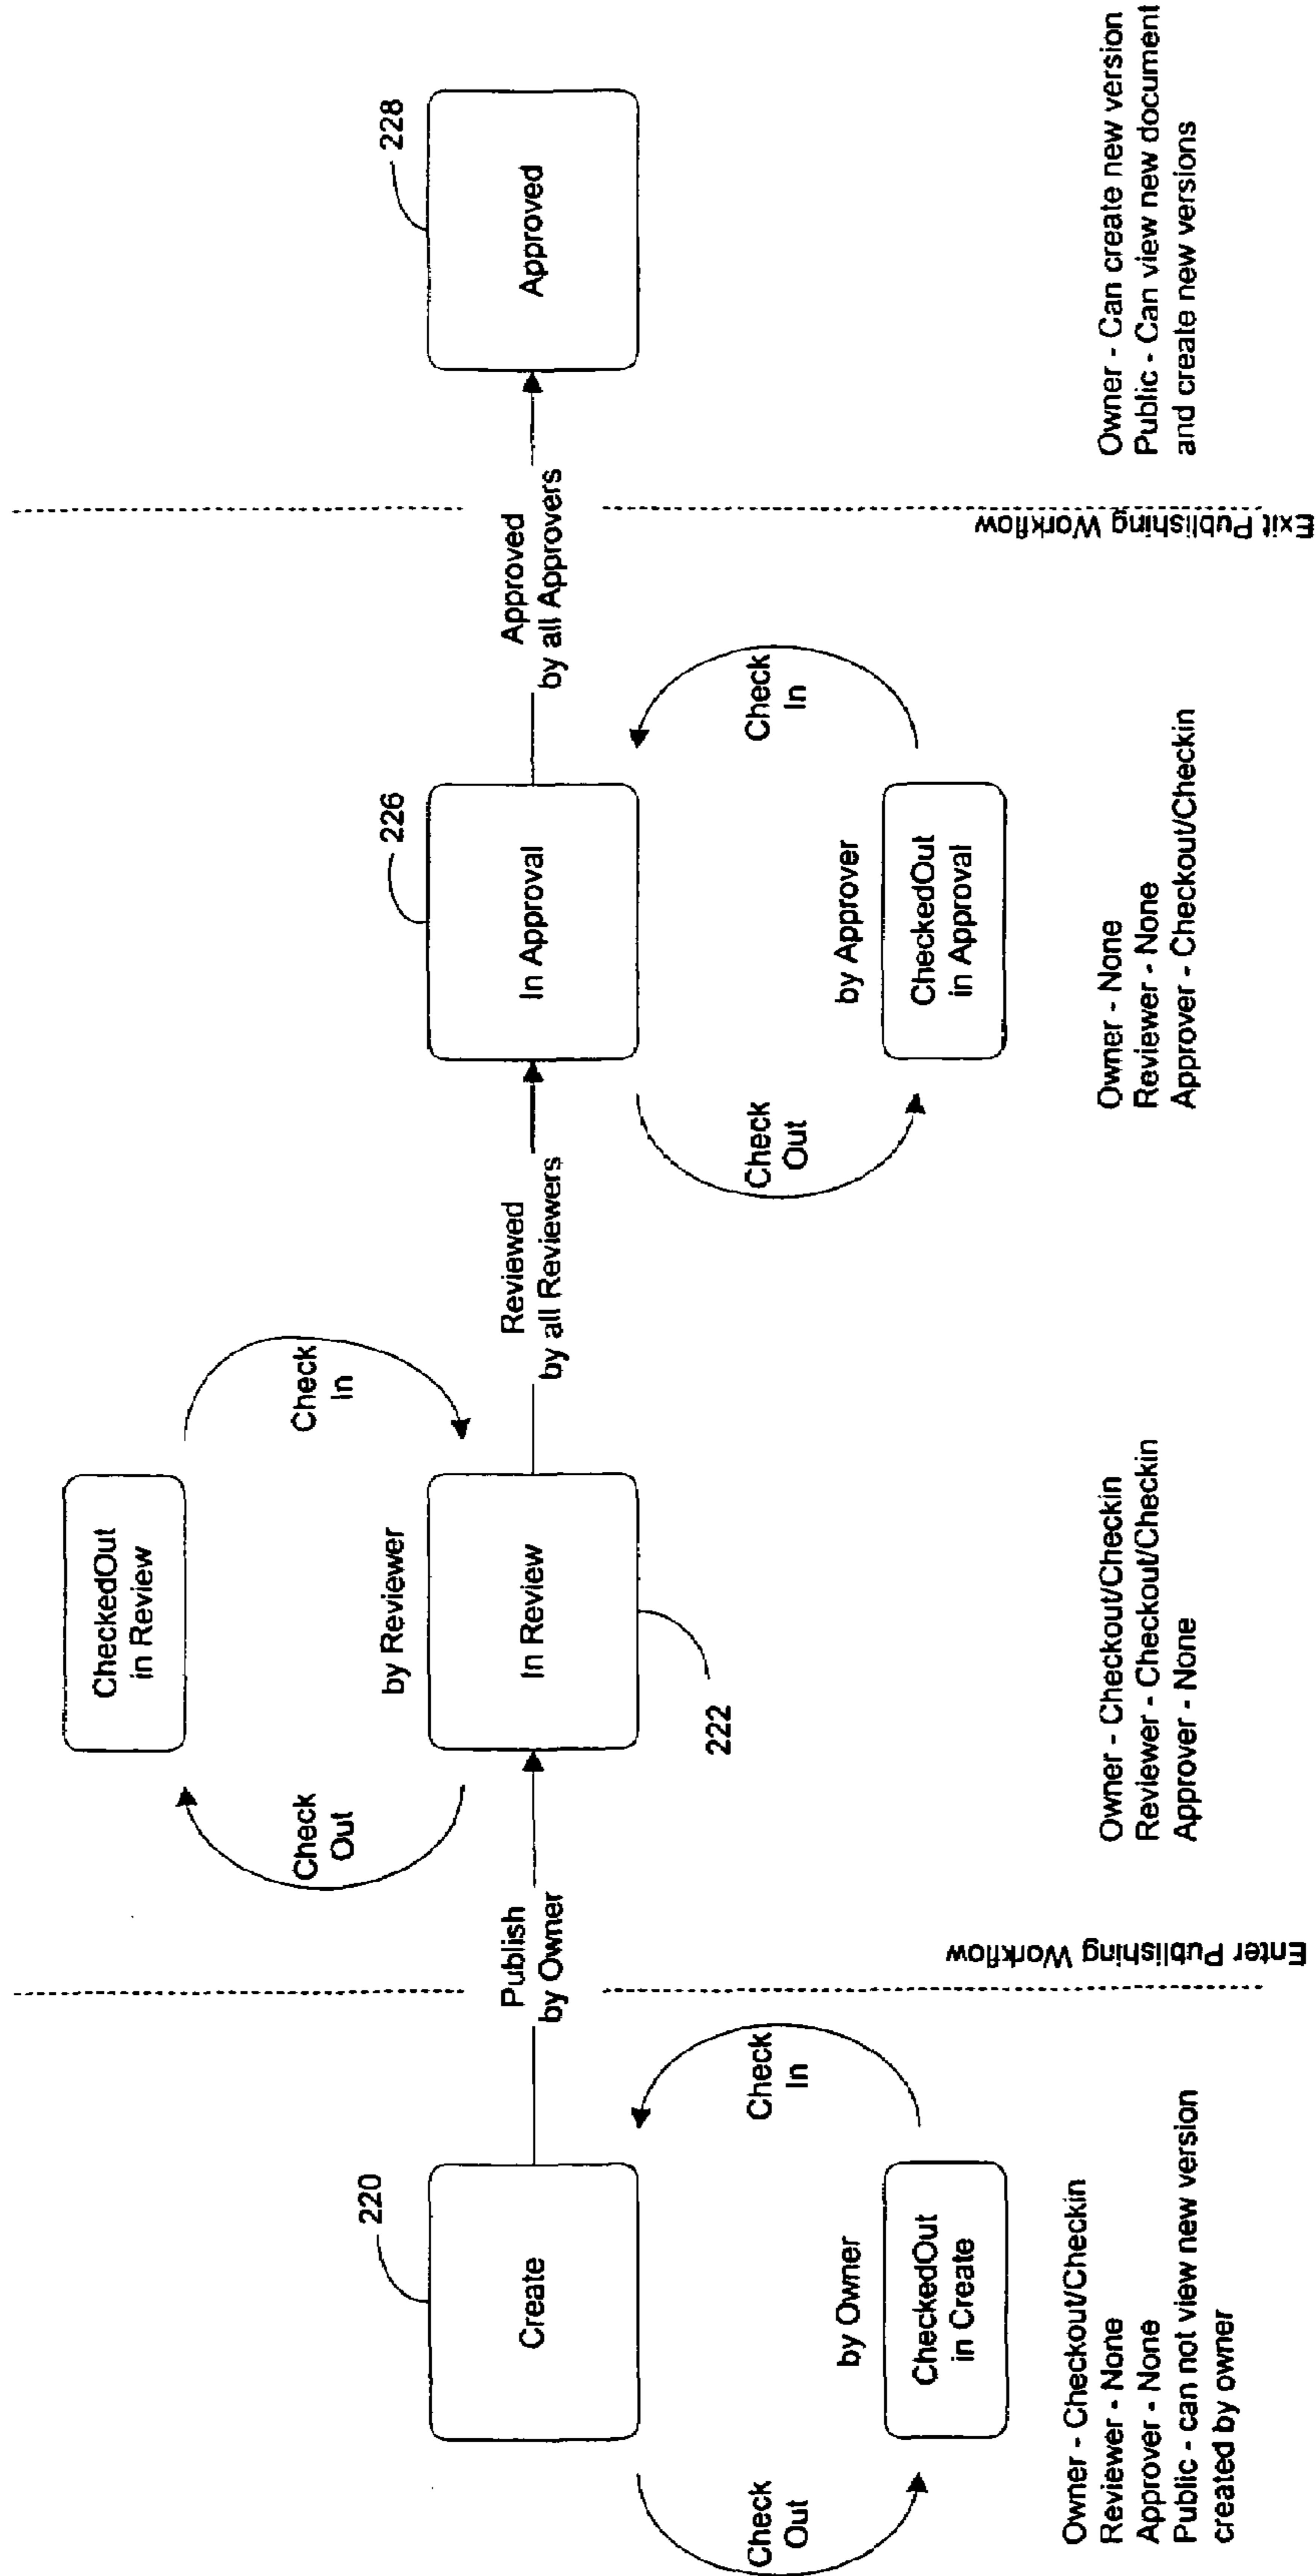 220
Create
Check
Out
Check
In
by Owner
CheckedOut
in Create
Owner - Checkout/Checkin
Reviewer - None
Approver - None
Public - can not view new version
created by owner
Publish
by Owner
Enter Publishing Workflow
CheckedOut
in Review
Check
Out
Check
In
by Reviewer
In Review
222
Owner - Checkout/Checkin
Reviewer - Checkout/Checkin
Approver - None
Reviewed
by all Reviewers
226
In Approval
Check
Out
Check
In
by Approver
CheckedOut
in Approval
Owner - None
Reviewer - None
Approver - Checkout/Checkin
Approved
by all Approvers
Exit Publishing Workflow
228
Approved
Owner - Can create new version
Public - Can view new document
and create new versions